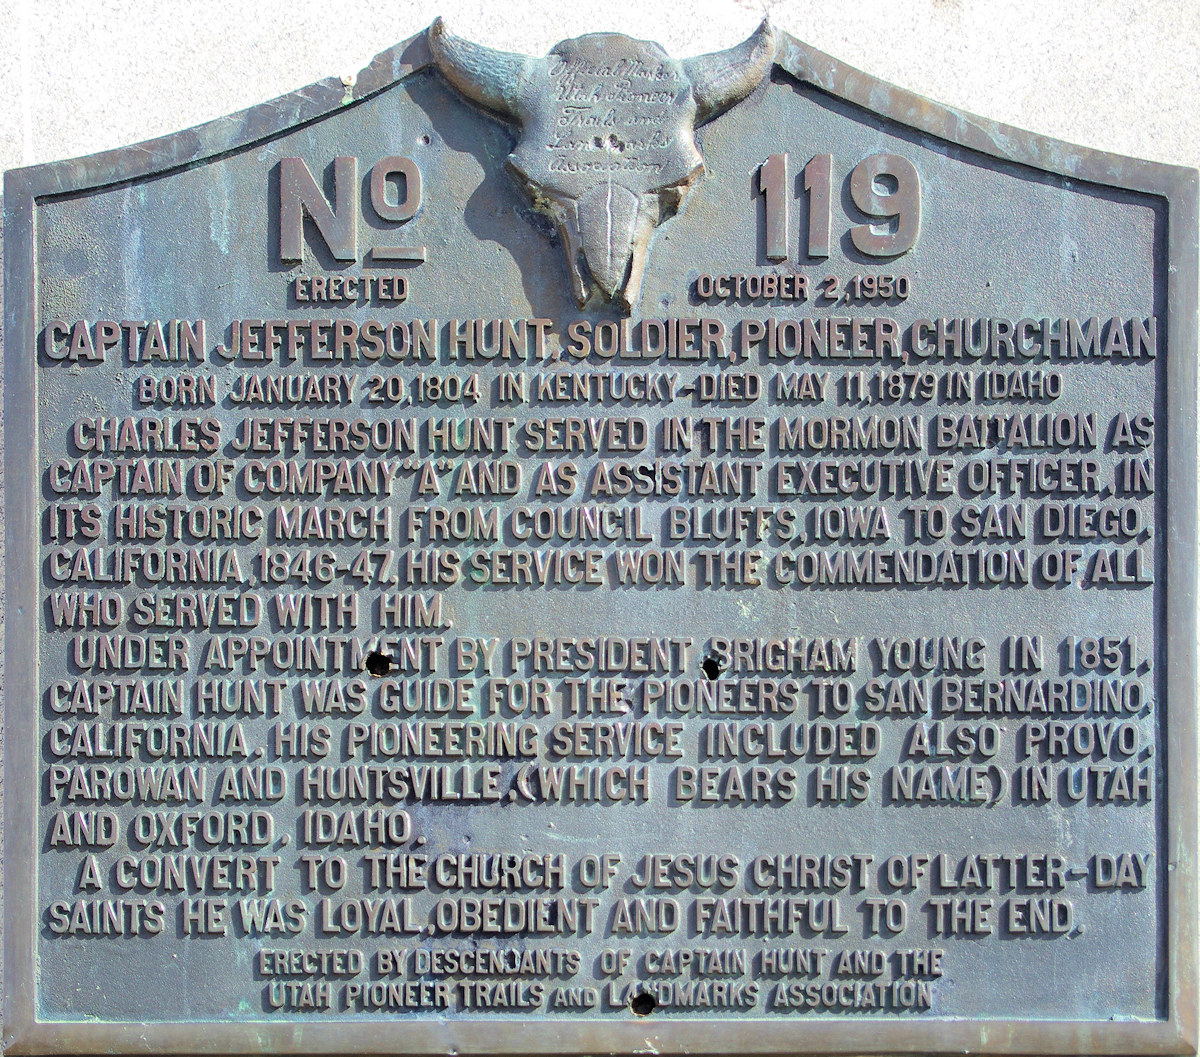 Official Marker
Utah Pioneer
Trails and
Landmarks
Association
No 119
ERECTED OCTOBER 2, 1950
CAPTAIN JEFFERSON HUNT, SOLDIER, PIONEER, CHURCHMAN
BORN JANUARY 20, 1804 IN KENTUCKY-DIED MAY 11, 1879 IN IDAHO
CHARLES JEFFERSON HUNT SERVED IN THE MORMON BATTALION AS
CAPTAIN OF COMPANY "A" AND AS ASSISTANT EXECUTIVE OFFICER, IN
ITS HISTORIC MARCH FROM COUNCIL BLUFFS, IOWA TO SAN DIEGO,
CALIFORNIA, 1846-47. HIS SERVICE WON THE COMMENDATION OF ALL
WHO SERVED WITH HIM.
UNDER APPOINTMENT BY PRESIDENT BRIGHAM YOUNG IN 1851,
CAPTAIN HUNT WAS GUIDE FOR THE PIONEERS TO SAN BERNARDINO,
CALIFORNIA. HIS PIONEERING SERVICE INCLUDED ALSO PROVO,
PAROWAN AND HUNTSVILLE, (WHICH BEARS HIS NAME) IN UTAH
AND OXFORD, IDAHO.
A CONVERT TO THE CHURCH OF JESUS CHRIST OF LATTER-DAY
SAINTS HE WAS LOYAL, OBEDIENT AND FAITHFUL TO THE END.
ERECTED BY DESCENDANTS OF CAPTAIN HUNT AND THE
UTAH PIONEER TRAILS AND LANDMARKS ASSOCIATION